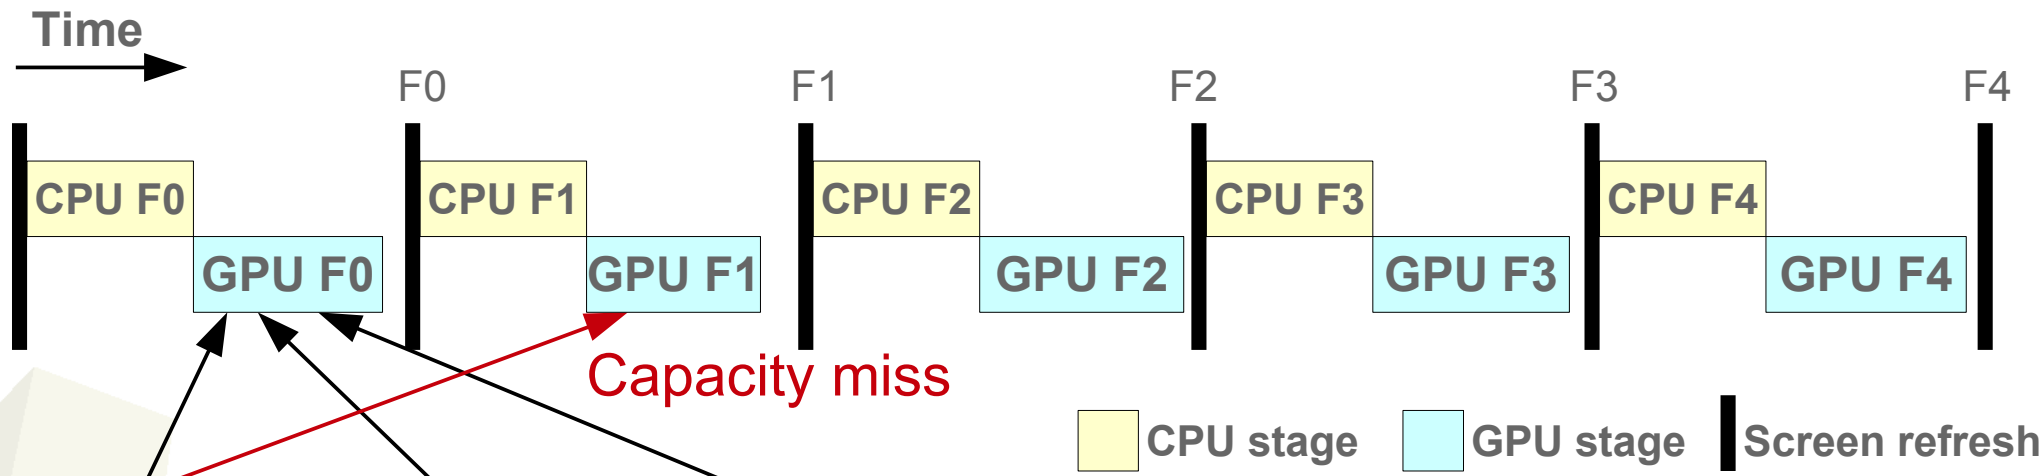 Time
F0 F1 F2 F3 F4
CPU F0 CPU F1 CPU F2 CPU F3 CPU F4
GPU F0 GPU F1 GPU F2 GPU F3 GPU F4
Capacity miss
CPU stage GPU stage Screen refresh